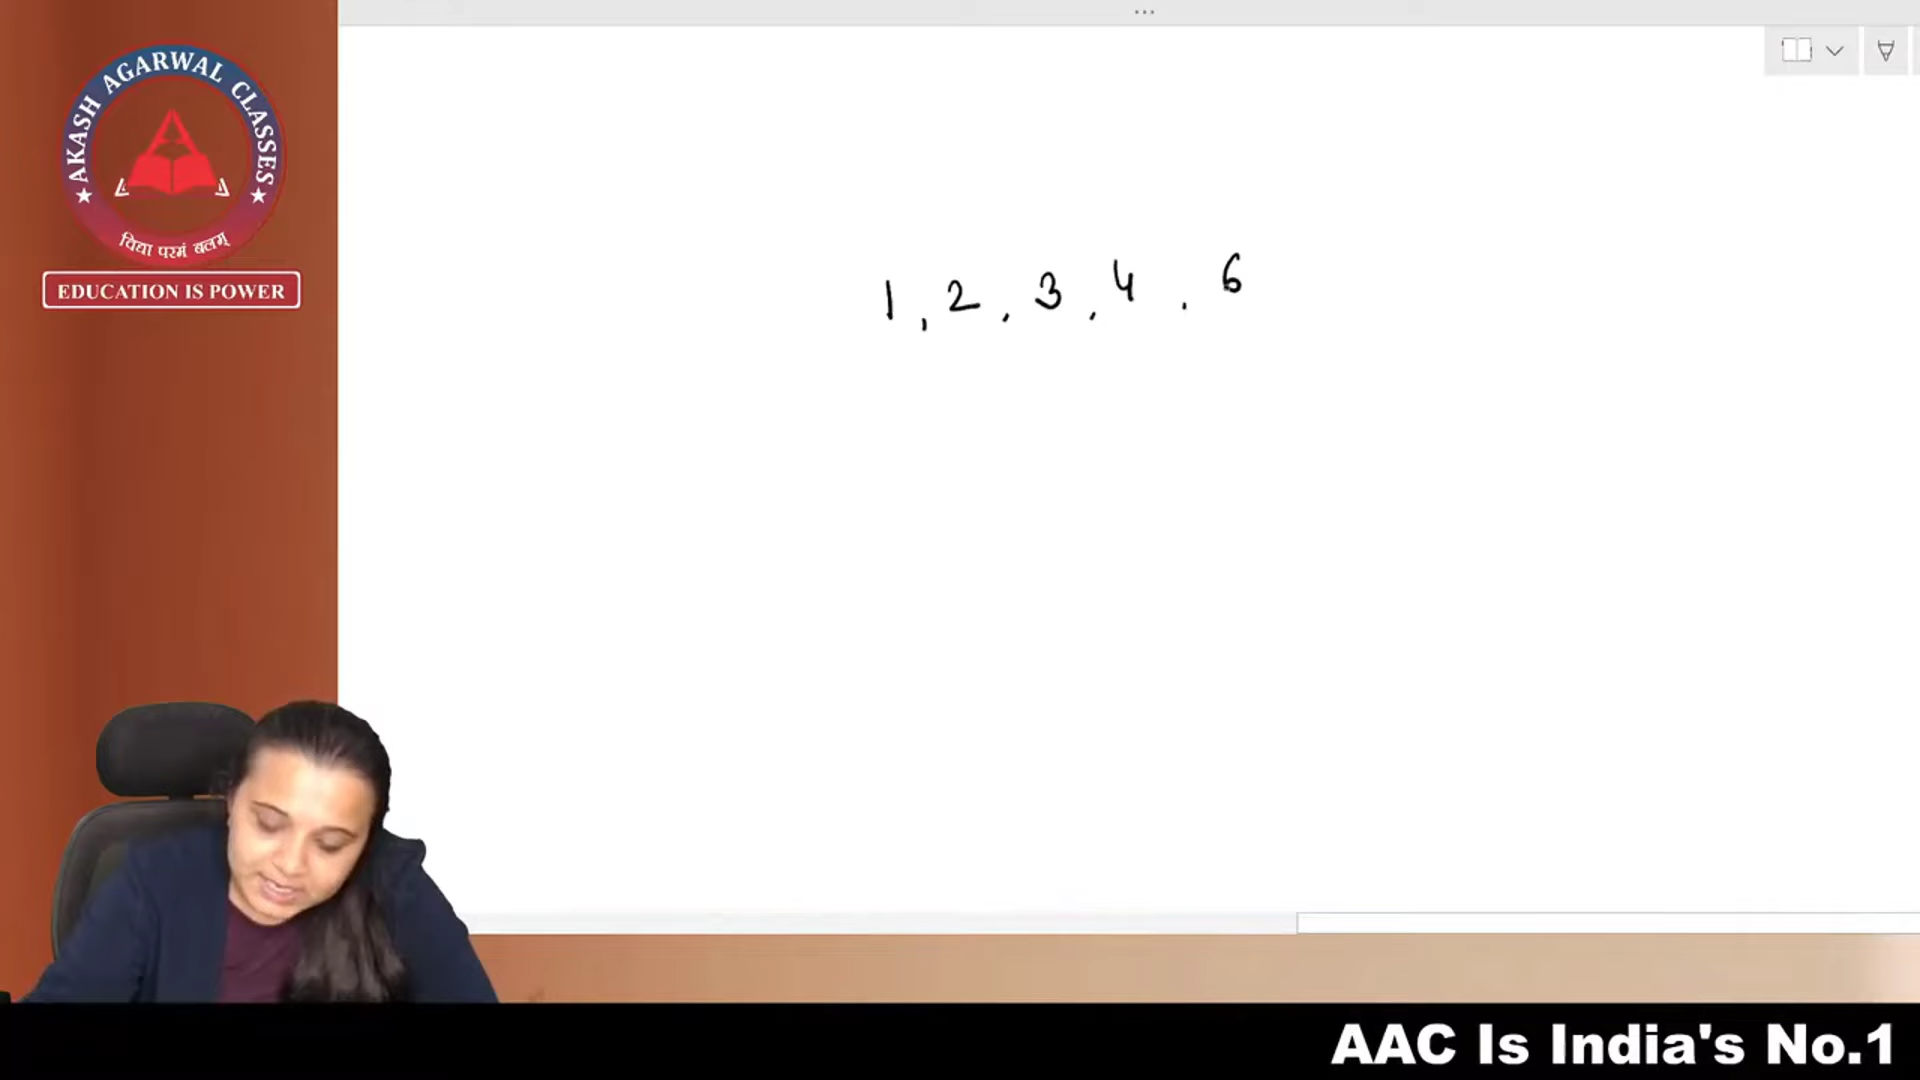 AKASH AGARWAL CLASSES
विद्या परमं बलम्
EDUCATION IS POWER
1, 2, 3, 4, 6
AAC Is India's No.1